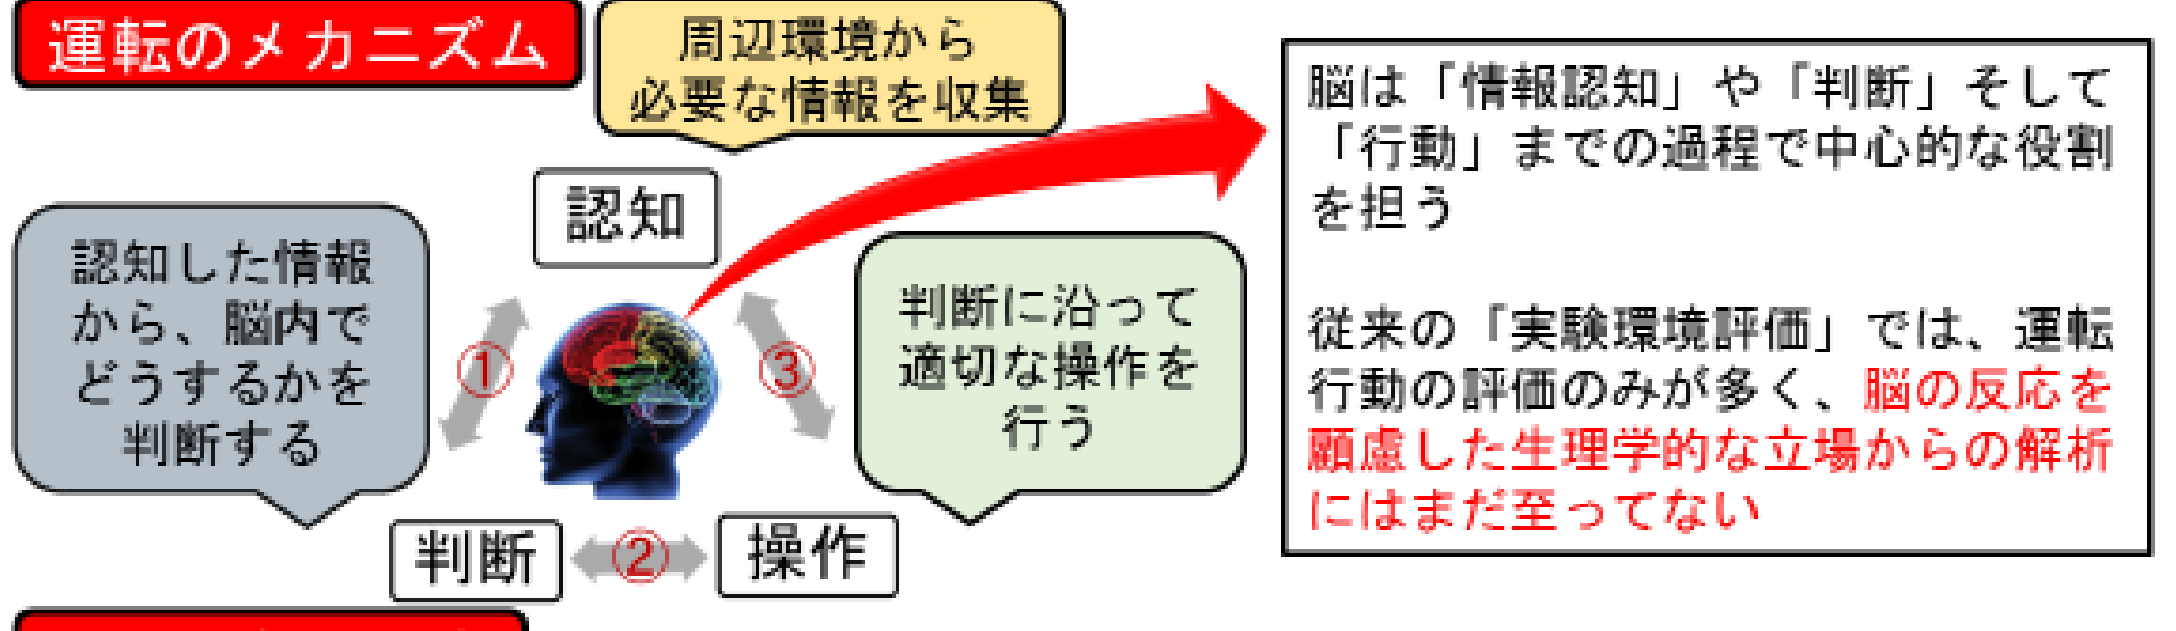 運転のメカニズム
周辺環境から
必要な情報を収集
認知
認知した情報
から、脳内で
どうするかを
判断する
①
③
判断に沿って
適切な操作を
行う
判断
②
操作
脳は「情報認知」や「判断」そして
「行動」までの過程で中心的な役割
を担う
従来の「実験環境評価」では、運転
行動の評価のみが多く、脳の反応を
顧慮した生理学的な立場からの解析
にはまだ至ってない